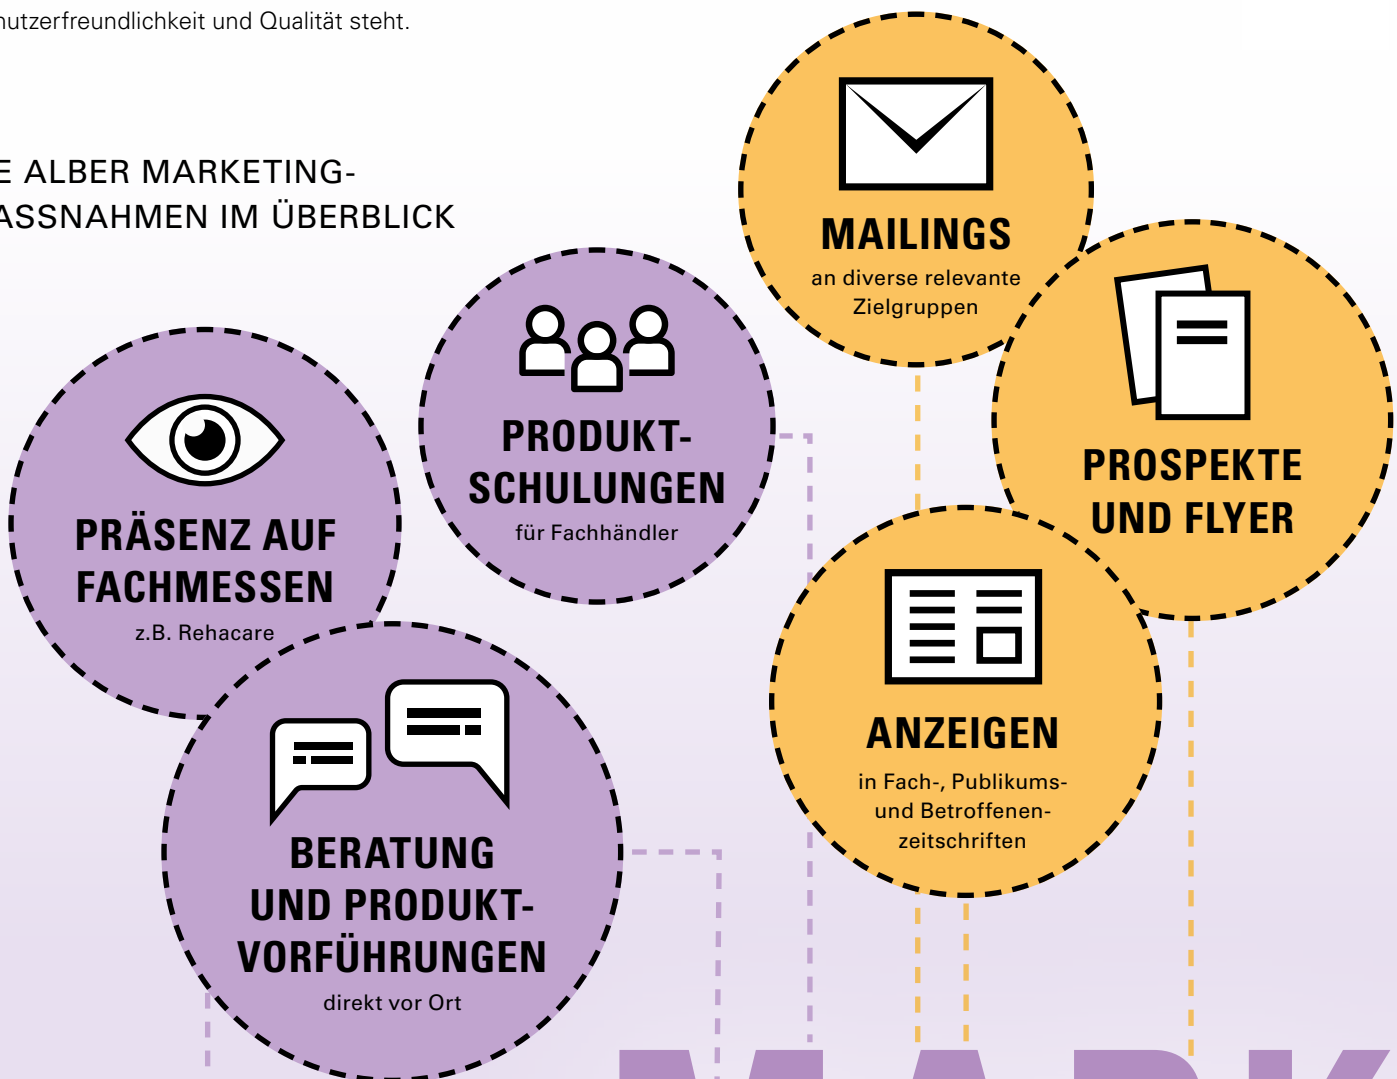 nutzerfreundlichkeit und Qualität steht.
E ALBER MARKETING-
ASSNAHMEN IM ÜBERBLICK
MAILINGS
an diverse relevante
Zielgruppen
PROSPEKTE
UND FLYER
PRODUKT-
SCHULUNGEN
für Fachhändler
PRÄSENZ AUF
FACHMESSEN
z.B. Rehacare
ANZEIGEN
in Fach-, Publikums-
und Betroffenen-
zeitschriften
BERATUNG
UND PRODUKT-
VORFÜHRUNGEN
direkt vor Ort
MARK